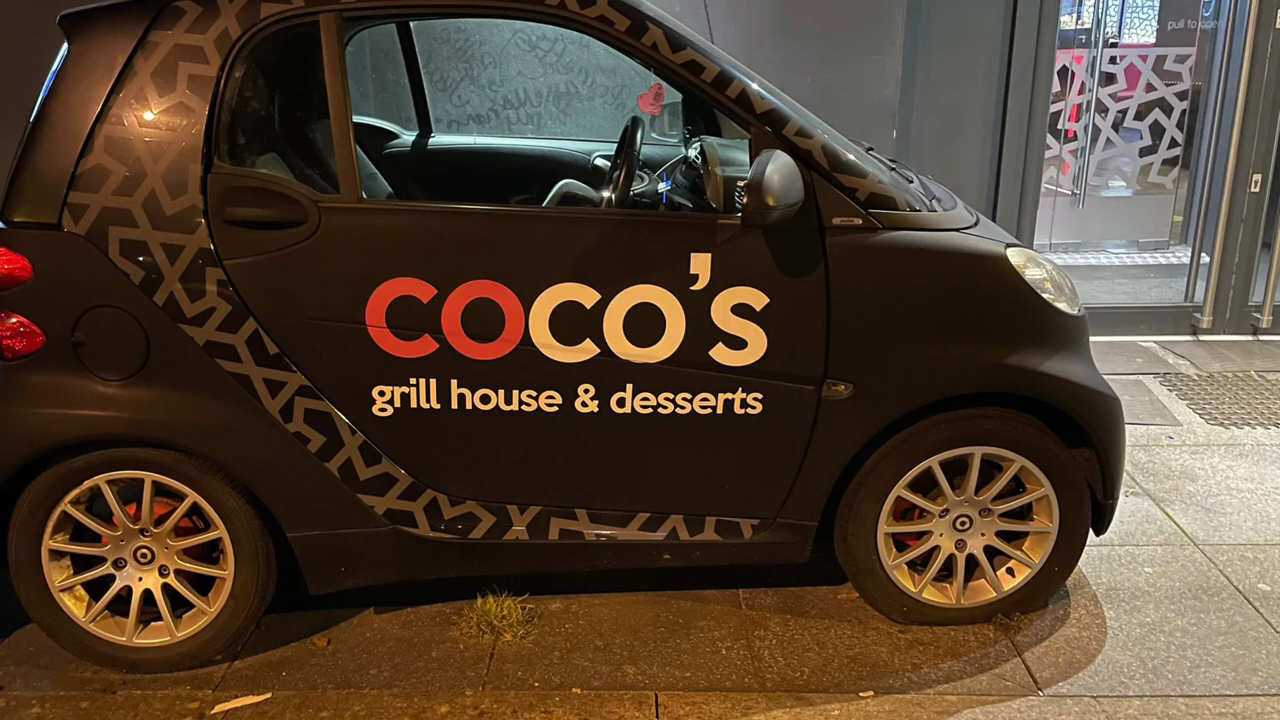 pull to open
coco's
grill house & desserts